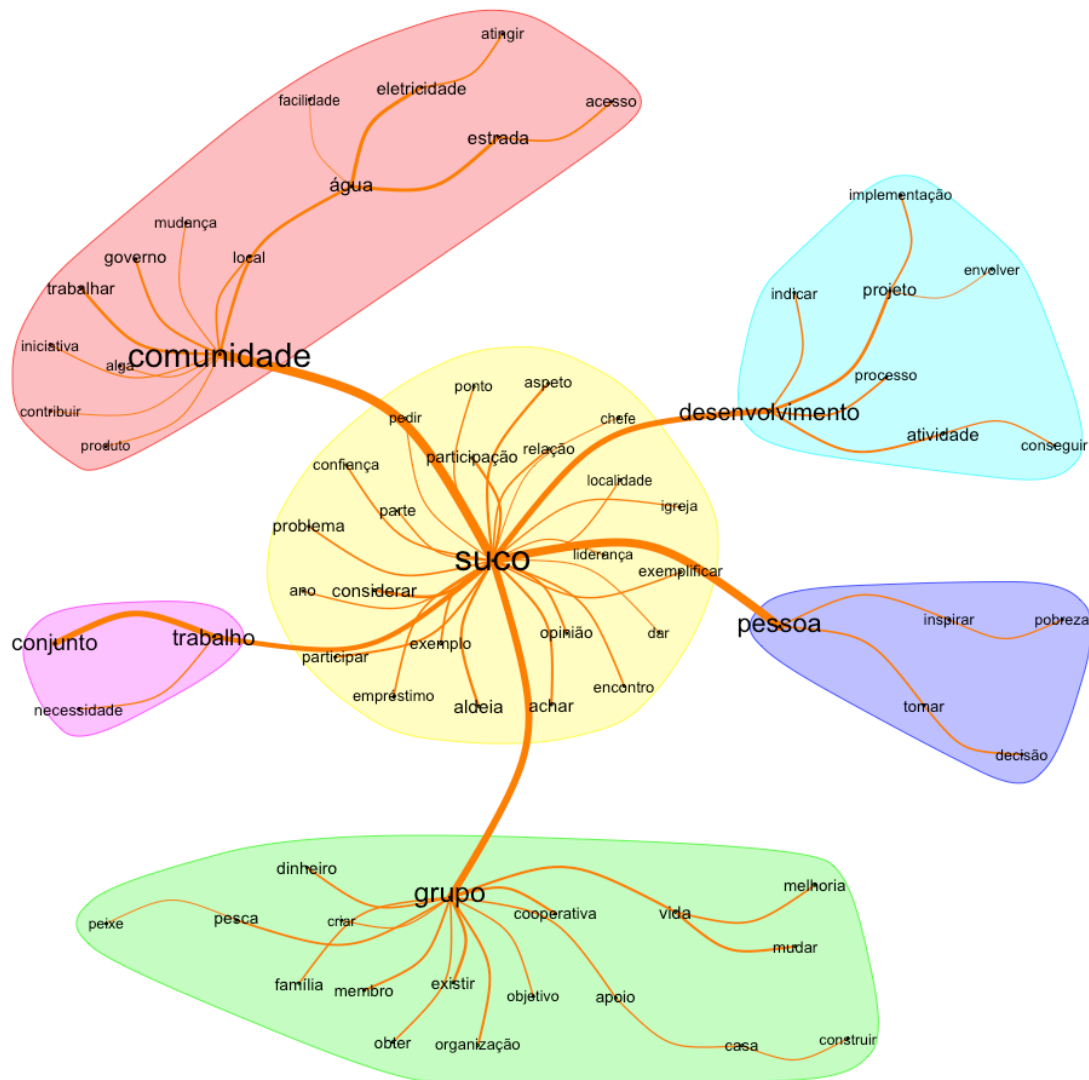 atingir
eletricidade
facilidade
acesso
estrada
água
mudança
governo
local
trabalhar
iniciativa
alga
comunidade
contribuir
produto
implementação
envolver
indicar
projeto
processo
desenvolvimento
atividade
conseguir
ponto
aspeto
pedir
chefe
participação
relação
confiança
localidade
parte
igreja
problema
suco
liderança
exemplificar
ano
considerar
opinião
dar
exemplo
participar
empréstimo
encontro
aldeia
achar
conjunto
trabalho
necessidade
pessoa
inspirar
pobreza
tomar
decisão
dinheiro
grupo
melhoria
peixe
pesca
criar
cooperativa
vida
mudar
família
membro
existir
objetivo
apoio
obter
organização
casa
construir